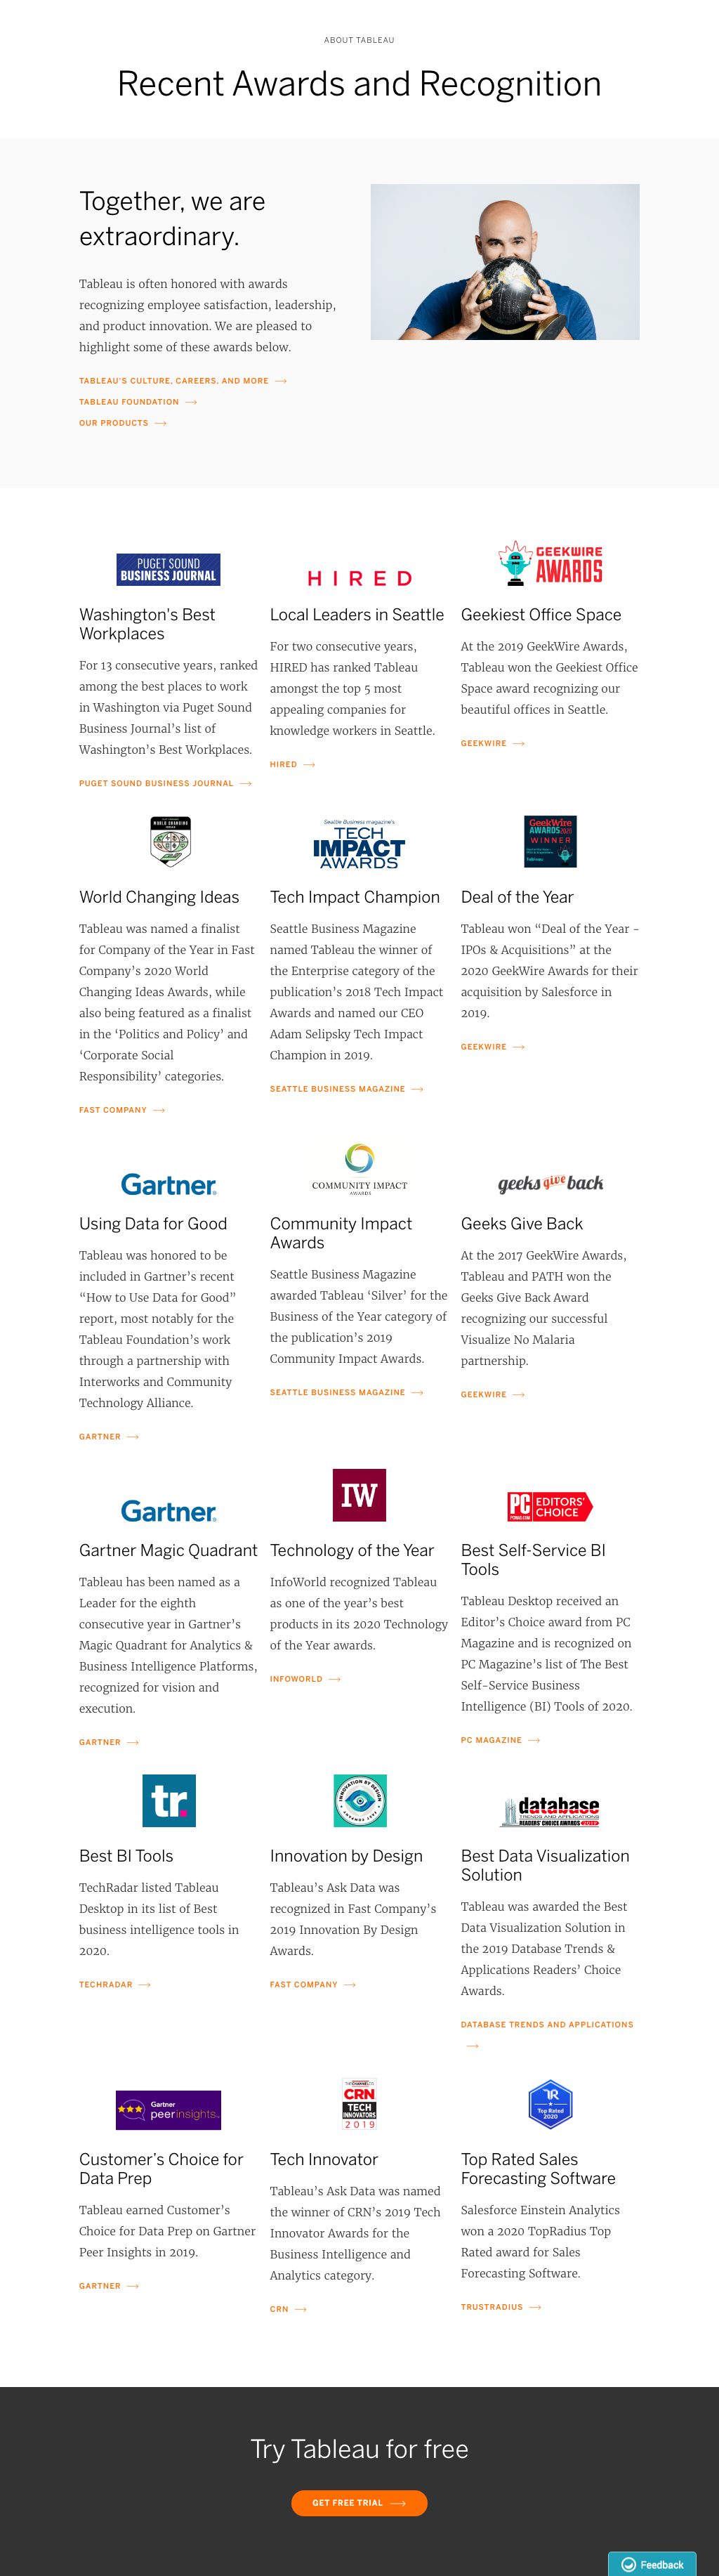 ABOUT TABLEAU
Recent Awards and Recognition
Together, we are
extraordinary.
Tableau is often honored with awards
recognizing employee satisfaction, leadership,
and product innovation. We are pleased to
highlight some of these awards below.
TABLEAU'S CULTURE, CAREERS, AND MORE
TABLEAU FOUNDATION
OUR PRODUCTS
PUGET SOUND
BUSINESS JOURNAL
Washington's Best
Workplaces
For 13 consecutive years, ranked
among the best places to work
in Washington via Puget Sound
Business Journal’s list of
Washington’s Best Workplaces.
PUGET SOUND BUSINESS JOURNAL
HIRED
Local Leaders in Seattle
For two consecutive years,
HIRED has ranked Tableau
amongst the top 5 most
appealing companies for
knowledge workers in Seattle.
HIRED
GEEKWIRE
AWARDS
Geekiest Office Space
At the 2019 GeekWire Awards,
Tableau won the Geekiest Office
Space award recognizing our
beautiful offices in Seattle.
GEEKWIRE
WORLD CHANGING
World Changing Ideas
Tableau was named a finalist
for Company of the Year in Fast
Company’s 2020 World
Changing Ideas Awards, while
also being featured as a finalist
in the ‘Politics and Policy’ and
‘Corporate Social
Responsibility’ categories.
FAST COMPANY
Seattle Business magazine's
TECH
IMPACT
AWARDS
Tech Impact Champion
Seattle Business Magazine
named Tableau the winner of
the Enterprise category of the
publication’s 2018 Tech Impact
Awards and named our CEO
Adam Selipsky Tech Impact
Champion in 2019.
SEATTLE BUSINESS MAGAZINE
GeekWire
AWARDS 2020
WINNER
Deal of the Year
Tableau won “Deal of the Year -
IPOs & Acquisitions” at the
2020 GeekWire Awards for their
acquisition by Salesforce in
2019.
GEEKWIRE
Gartner
Using Data for Good
Tableau was honored to be
included in Gartner’s recent
“How to Use Data for Good”
report, most notably for the
Tableau Foundation’s work
through a partnership with
Interworks and Community
Technology Alliance.
GARTNER
COMMUNITY IMPACT
AWARDS
Community Impact
Awards
Seattle Business Magazine
awarded Tableau ‘Silver’ for the
Business of the Year category of
the publication’s 2019
Community Impact Awards.
SEATTLE BUSINESS MAGAZINE
geeks give back
Geeks Give Back
At the 2017 GeekWire Awards,
Tableau and PATH won the
Geeks Give Back Award
recognizing our successful
Visualize No Malaria
partnership.
GEEKWIRE
Gartner
Gartner Magic Quadrant
Tableau has been named as a
Leader for the eighth
consecutive year in Gartner’s
Magic Quadrant for Analytics &
Business Intelligence Platforms,
recognized for vision and
execution.
GARTNER
IW
Technology of the Year
InfoWorld recognized Tableau
as one of the year’s best
products in its 2020 Technology
of the Year awards.
INFOWORLD
PC
PCMAG.COM
EDITORS'
CHOICE
Best Self-Service BI
Tools
Tableau Desktop received an
Editor’s Choice award from PC
Magazine and is recognized on
PC Magazine’s list of The Best
Self-Service Business
Intelligence (BI) Tools of 2020.
PC MAGAZINE
tr.
Best BI Tools
TechRadar listed Tableau
Desktop in its list of Best
business intelligence tools in
2020.
TECHRADAR
INNOVATION BY DESIGN
FAST COMPANY
Innovation by Design
Tableau’s Ask Data was
recognized in Fast Company’s
2019 Innovation By Design
Awards.
FAST COMPANY
database
TRENDS AND APPLICATIONS
READERS' CHOICE AWARDS 2019
Best Data Visualization
Solution
Tableau was awarded the Best
Data Visualization Solution in
the 2019 Database Trends &
Applications Readers’ Choice
Awards.
DATABASE TRENDS AND APPLICATIONS
Gartner
peerinsights
Customer’s Choice for
Data Prep
Tableau earned Customer’s
Choice for Data Prep on Gartner
Peer Insights in 2019.
GARTNER
CRN
TECH
INNOVATORS
2019
Tech Innovator
Tableau’s Ask Data was named
the winner of CRN’s 2019 Tech
Innovator Awards for the
Business Intelligence and
Analytics category.
CRN
TR
Top Rated
2020
Top Rated Sales
Forecasting Software
Salesforce Einstein Analytics
won a 2020 TopRadius Top
Rated award for Sales
Forecasting Software.
TRUSTRADIUS
Try Tableau for free
GET FREE TRIAL
Feedback